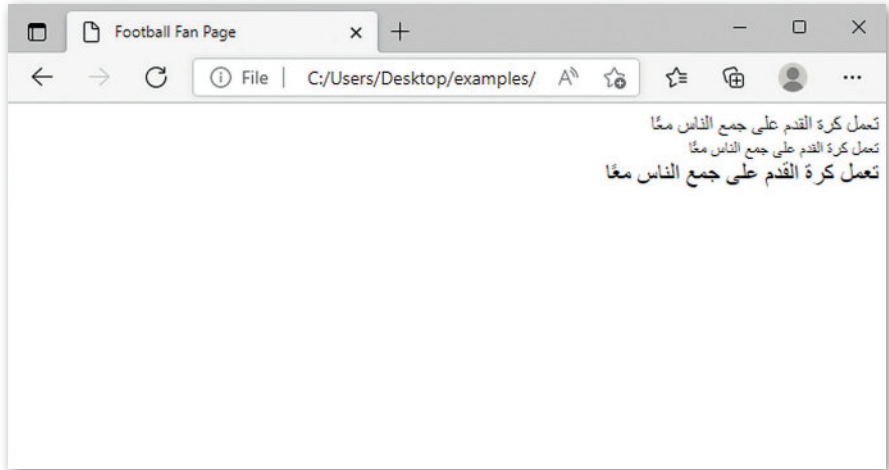 Football Fan Page
File | C:/Users/Desktop/examples/
تعمل كرة القدم على جمع الناس معًا
تعمل كرة القدم على جمع الناس معًا
تعمل كرة القدم على جمع الناس معًا